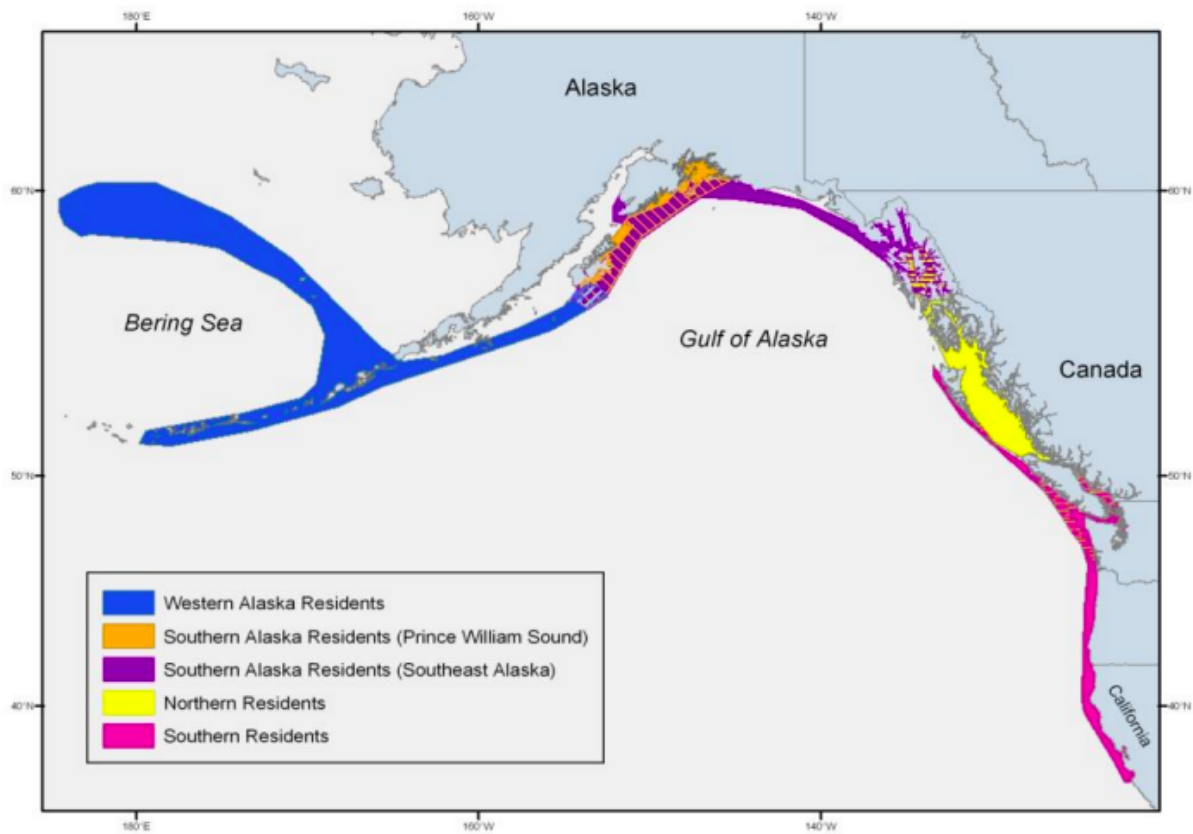 180°E
160°W
140°W
Alaska
60°N
60°N
Bering Sea
Gulf of Alaska
Canada
50°N
50°N
Western Alaska Residents
Southern Alaska Residents (Prince William Sound)
Southern Alaska Residents (Southeast Alaska)
Northern Residents
Southern Residents
40°N
40°N
California
180°E
160°W
140°W